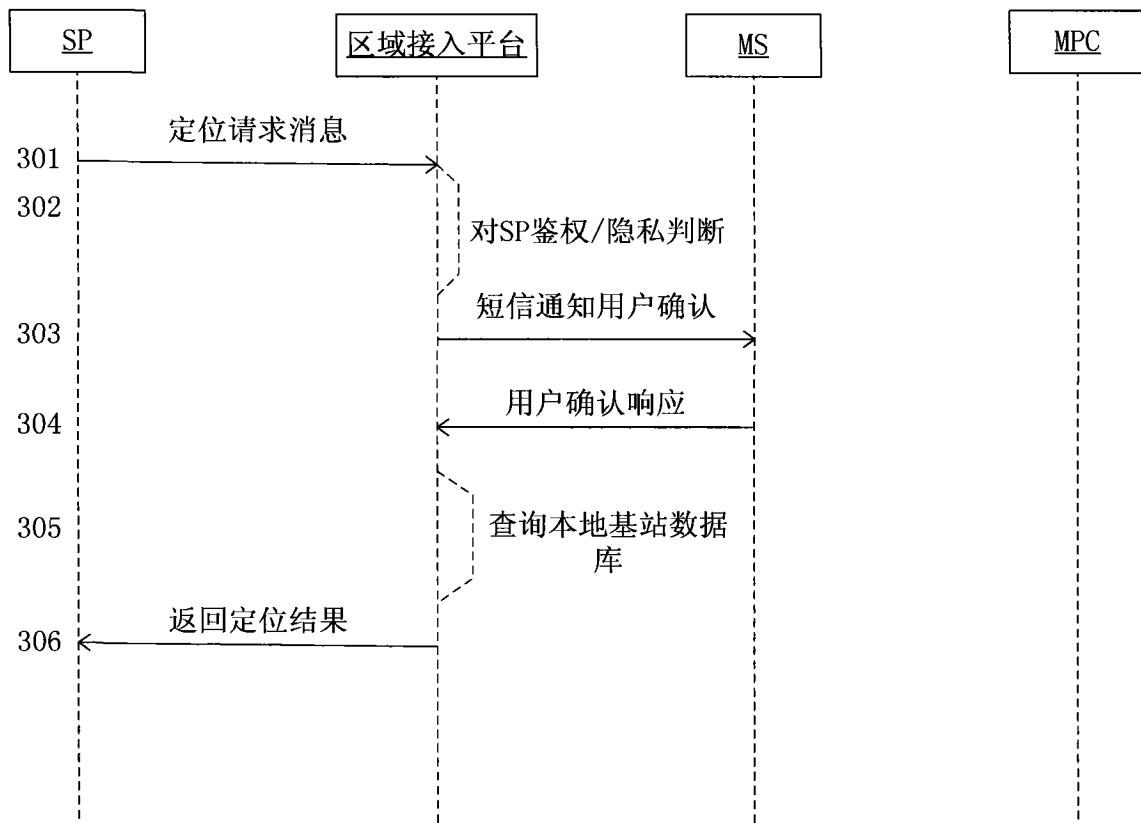 SP
区域接入平台
MS
MPC
定位请求消息
301
302
对SP鉴权/隐私判断
短信通知用户确认
303
用户确认响应
304
305
查询本地基站数据
库
返回定位结果
306